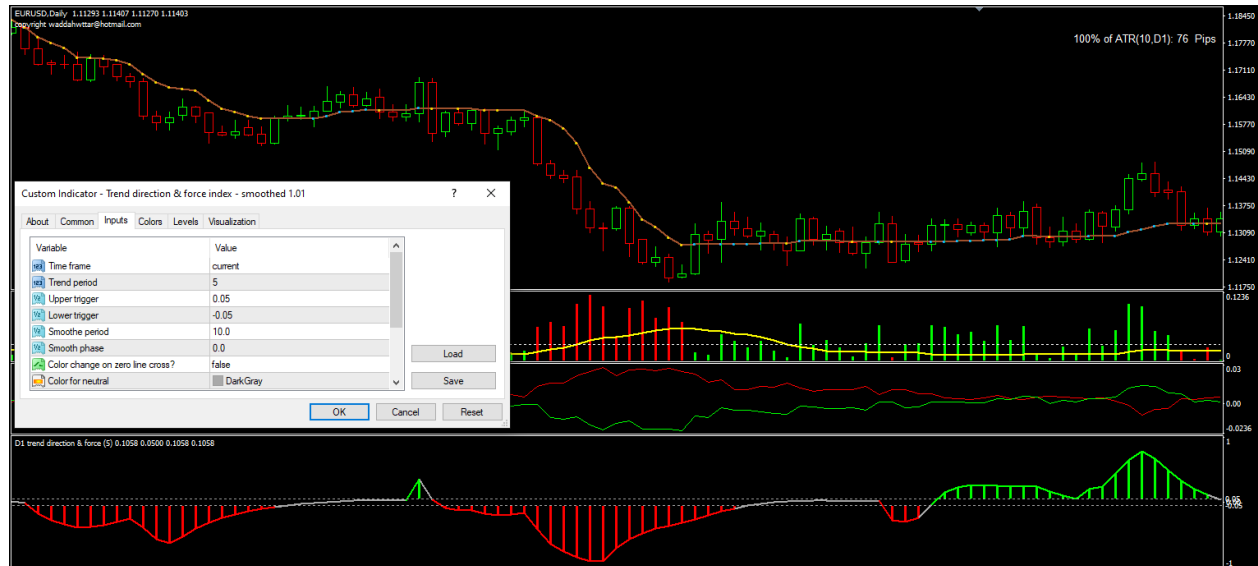 EURUSD,Daily 1.11293 1.11407 1.11270 1.11403
copyright waddahwttar@hotmail.com
100% of ATR(10,D1): 76 Pips
1.18450
1.17770
1.17110
1.16430
1.15770
1.15090
1.14430
1.13750
1.13090
1.12410
1.11750
Custom Indicator - Trend direction & force index - smoothed 1.01
? ×
About Common Inputs Colors Levels Visualization
Variable Value
Time frame current
Trend period 5
Upper trigger 0.05
Lower trigger -0.05
Smoothe period 10.0
Smooth phase 0.0
Color change on zero line cross? false
Color for neutral DarkGray
Load
Save
OK Cancel Reset
0.1236
0
0.03
0.00
-0.0236
D1 trend direction & force (5) 0.1058 0.0500 0.1058 0.1058
1
0.05
-0.05
-1